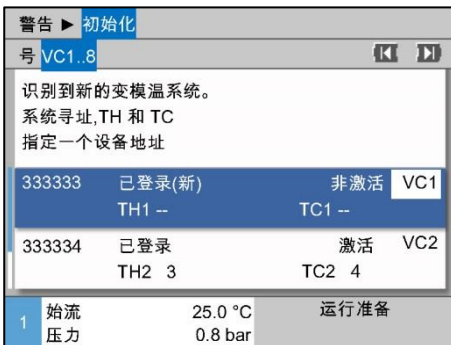 警告 ▶ 初始化
号 VC1..8
识别到新的变模温系统。
系统寻址,TH 和 TC
指定一个设备地址
333333 已登录(新) 非激活 VC1
TH1 -- TC1 --
333334 已登录 激活 VC2
TH2 3 TC2 4
1 始流 25.0 °C 运行准备
压力 0.8 bar